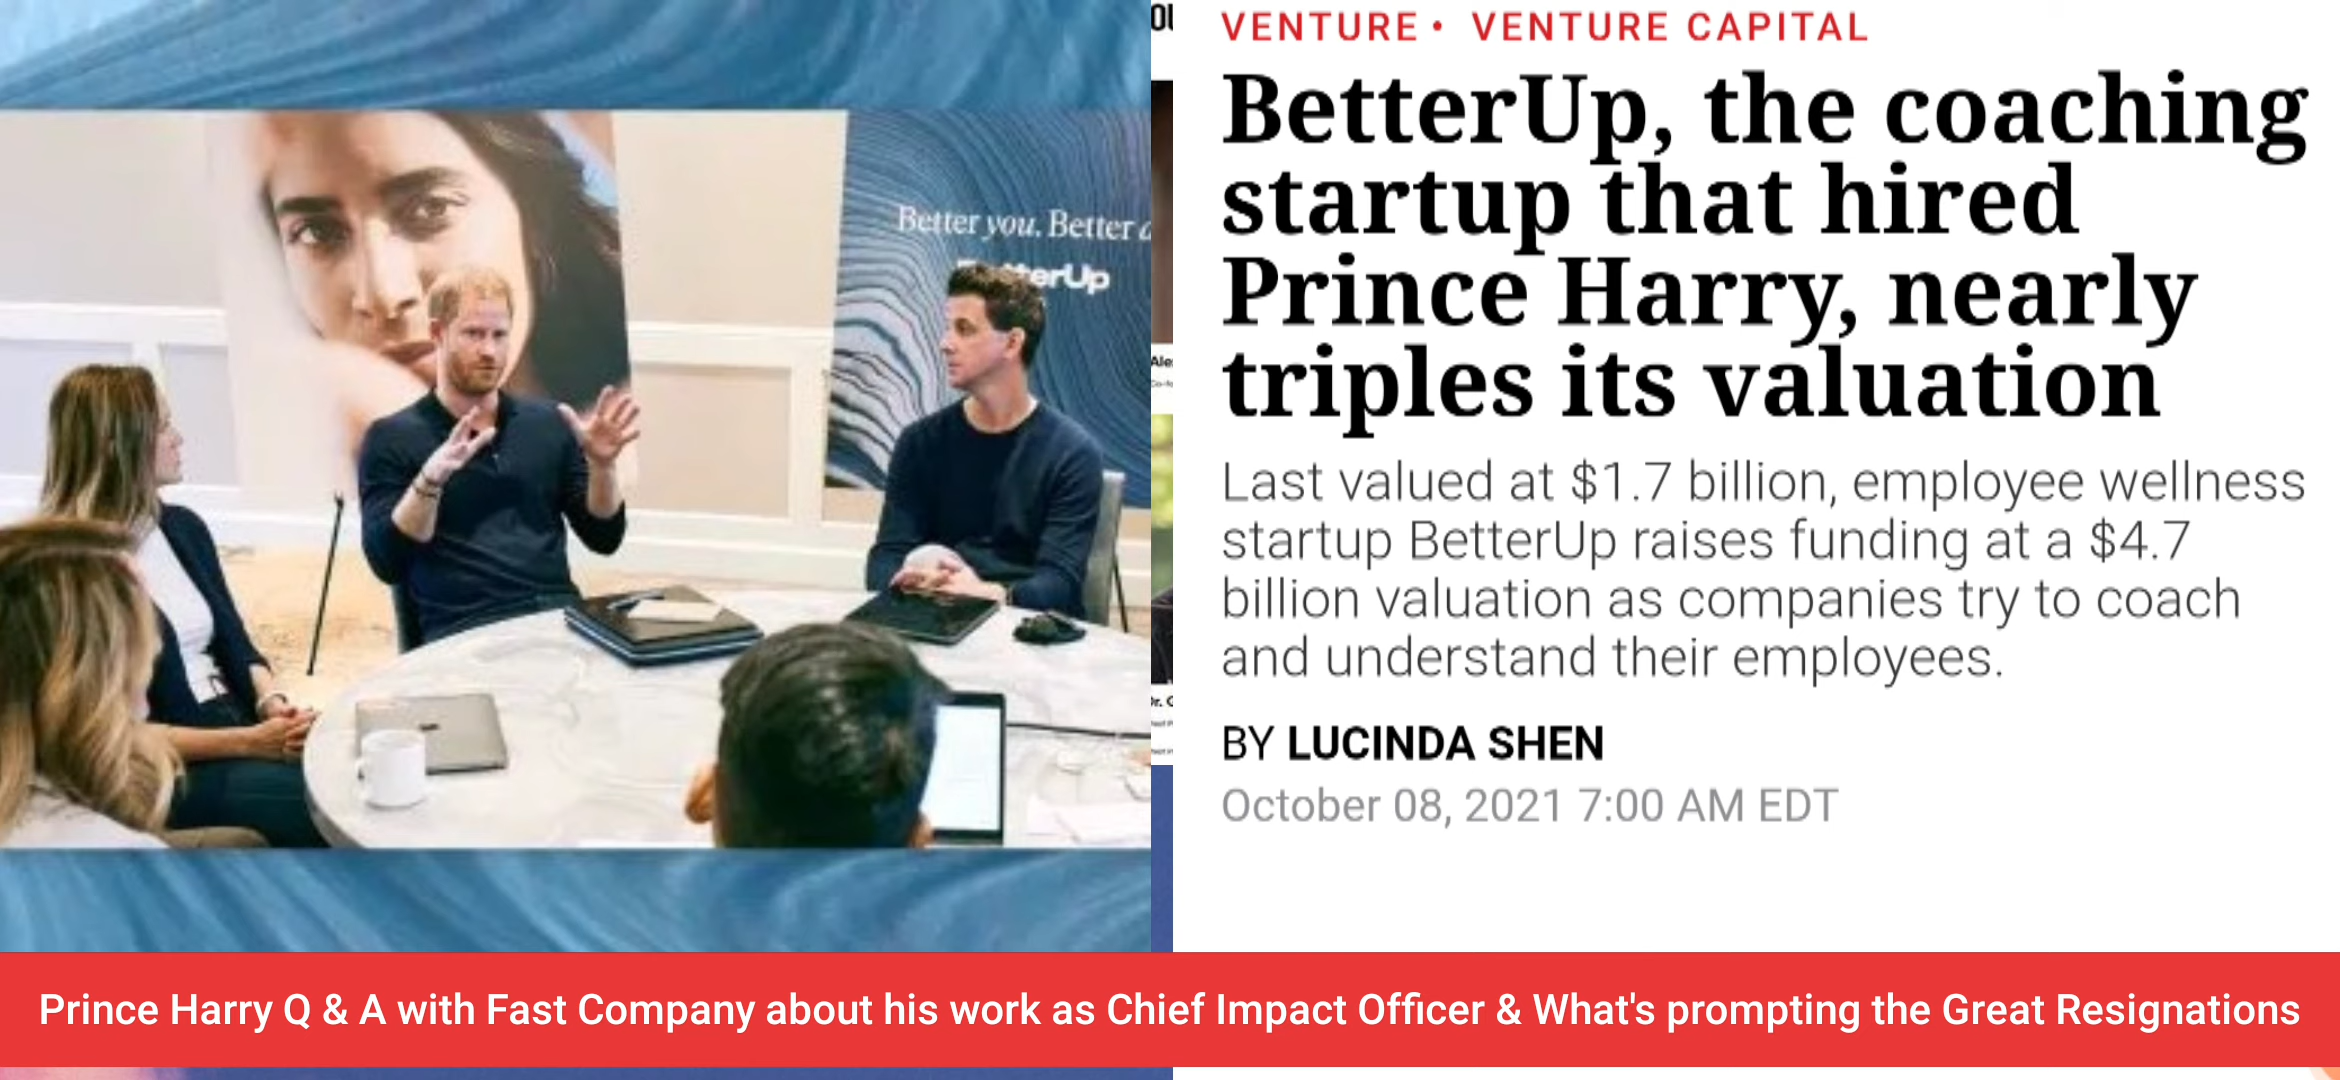 Better you. Better
terUp
VENTURE • VENTURE CAPITAL
BetterUp, the coaching
startup that hired
Prince Harry, nearly
triples its valuation
Last valued at $1.7 billion, employee wellness
startup BetterUp raises funding at a $4.7
billion valuation as companies try to coach
and understand their employees.
BY LUCINDA SHEN
October 08, 2021 7:00 AM EDT
Prince Harry Q & A with Fast Company about his work as Chief Impact Officer & What's prompting the Great Resignations